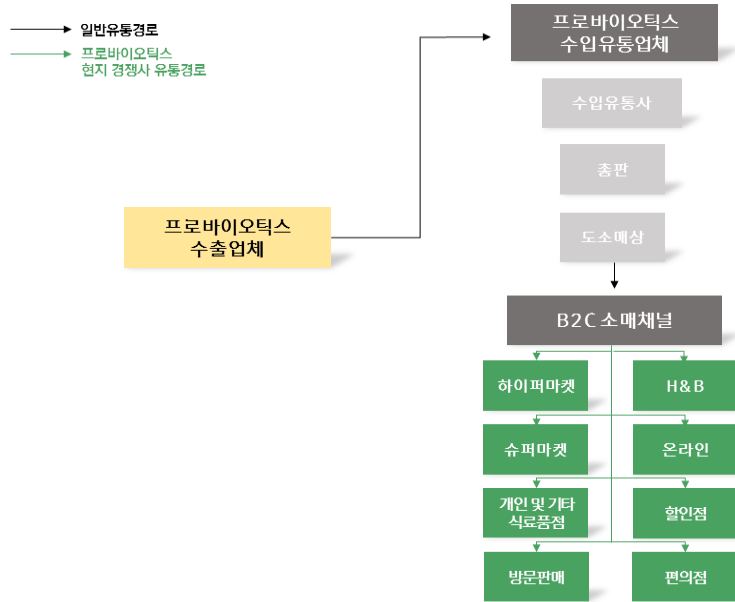 일반유통경로
프로바이오틱스
현지 경쟁사 유통경로
프로바이오틱스
수입유통업체
수입유통사
총판
도소매상
프로바이오틱스
수출업체
B2C 소매채널
하이퍼마켓
H&B
슈퍼마켓
온라인
개인 및 기타
식료품점
할인점
방문판매
편의점